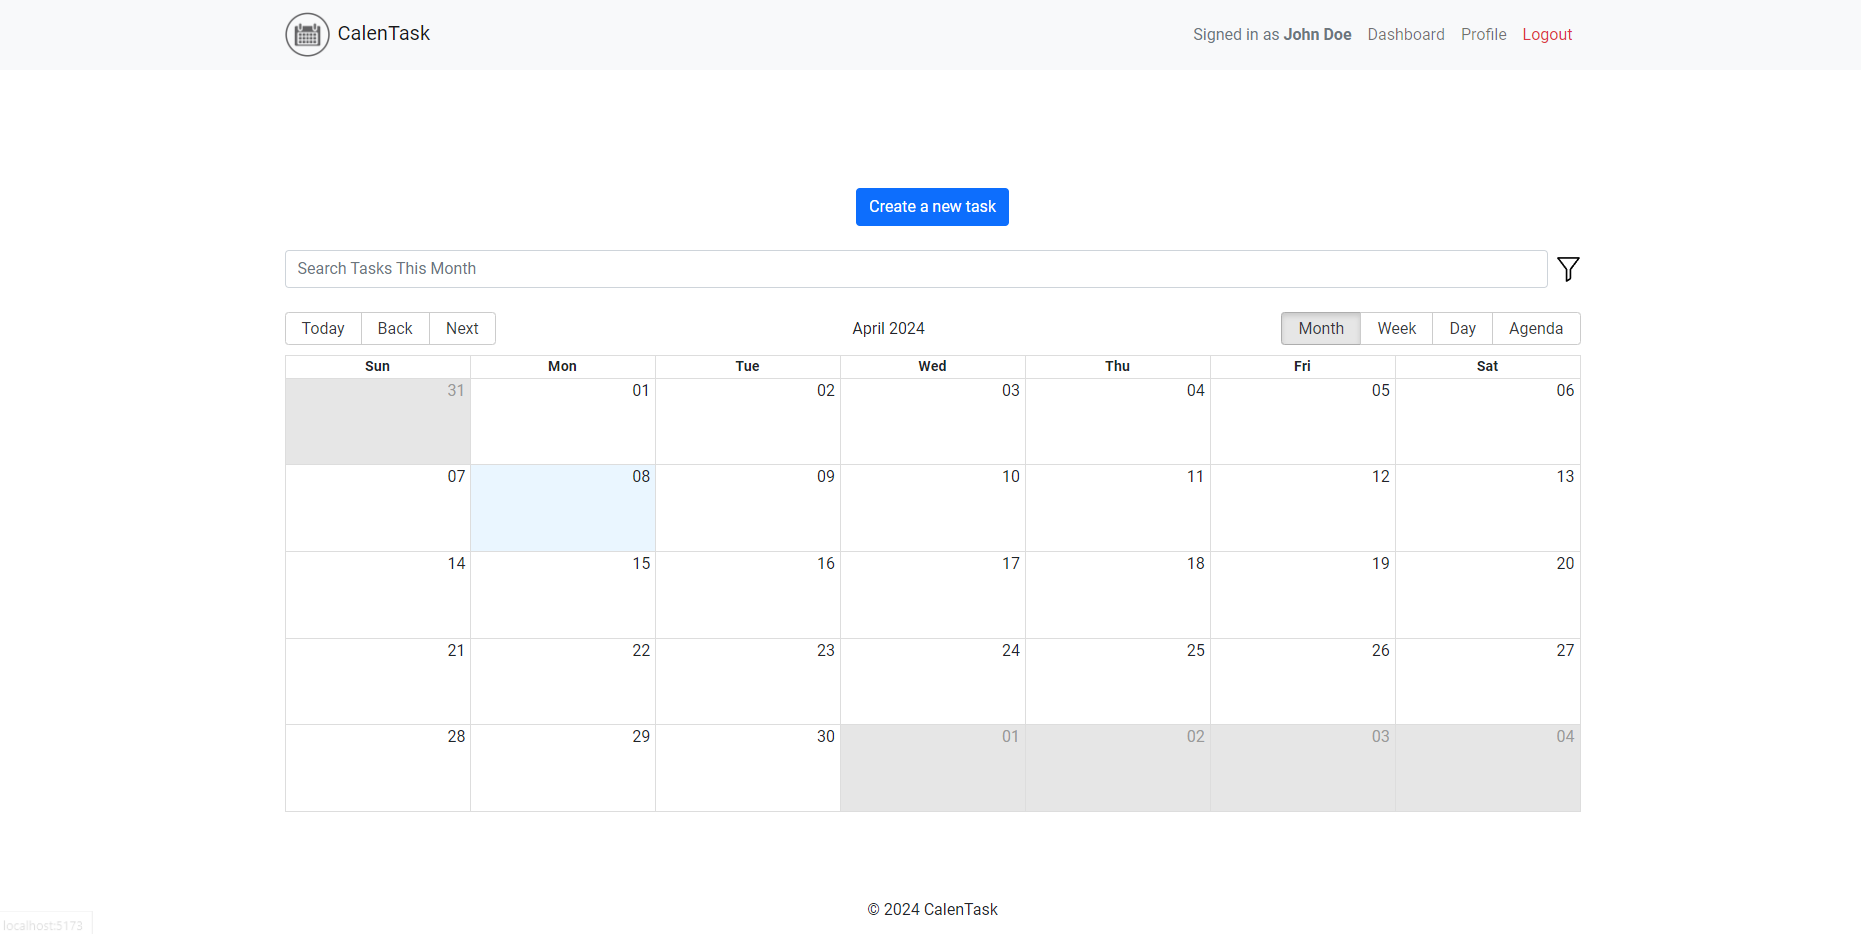 CalenTask
Signed in as John Doe Dashboard Profile Logout
Create a new task
Search Tasks This Month
Today Back Next April 2024 Month Week Day Agenda
Sun Mon Tue Wed Thu Fri Sat
31 01 02 03 04 05 06
07 08 09 10 11 12 13
14 15 16 17 18 19 20
21 22 23 24 25 26 27
28 29 30 01 02 03 04
© 2024 CalenTask
localhost:5173